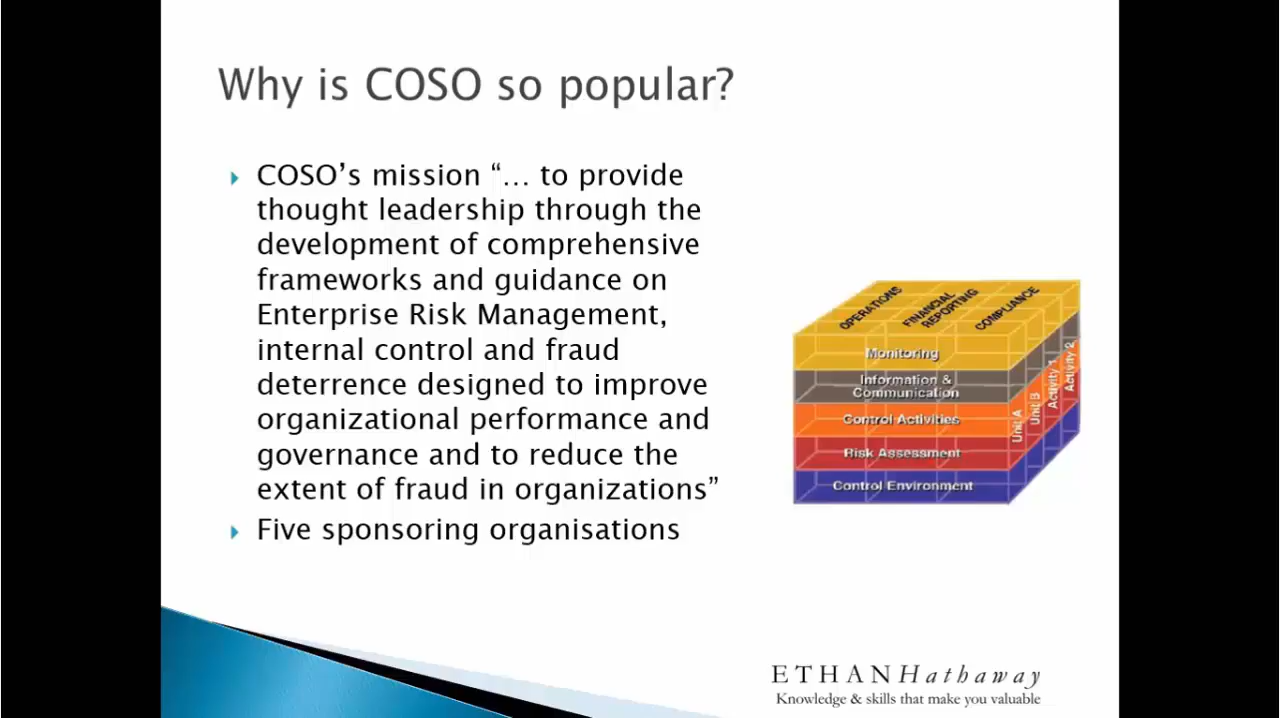 Why is COSO so popular?
COSO’s mission “… to provide
thought leadership through the
development of comprehensive
frameworks and guidance on
Enterprise Risk Management,
internal control and fraud
deterrence designed to improve
organizational performance and
governance and to reduce the
extent of fraud in organizations”
Five sponsoring organisations
OPERATIONS
FINANCIAL
REPORTING
COMPLIANCE
Monitoring
Information &
Communication
Control Activities
Risk Assessment
Control Environment
Unit A
Unit B
Activity 1
Activity 2
ETHANHathaway
Knowledge & skills that make you valuable